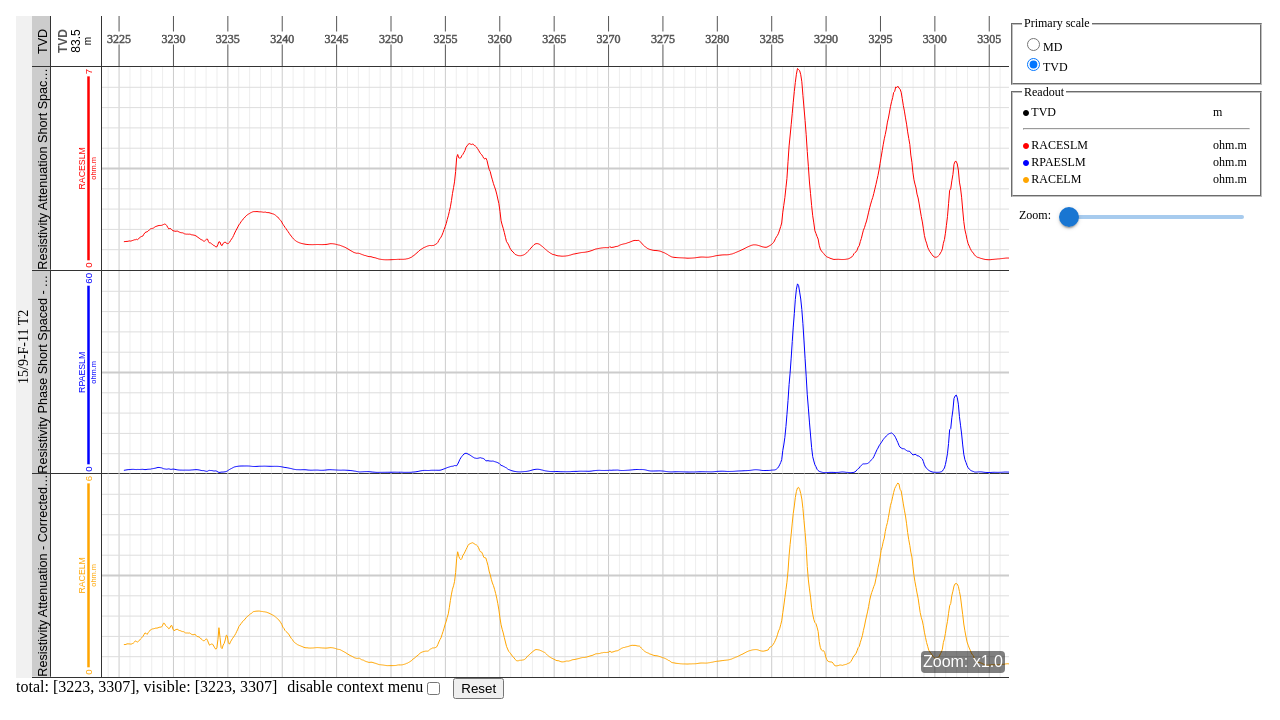 TVD
TVD
83.5
m
3225 3230 3235 3240 3245 3250 3255 3260 3265 3270 3275 3280 3285 3290 3295 3300 3305
15/9-F-11 T2
Resistivity Attenuation Short Spac...
7
RACESLM
ohm.m
0
Resistivity Phase Short Spaced - ...
60
RPAESLM
ohm.m
0
Resistivity Attenuation - Corrected...
6
RACELM
ohm.m
0
Zoom: x1.0
total: [3223, 3307], visible: [3223, 3307] disable context menu Reset
Primary scale
MD
TVD
Readout
TVD m
RACESLM ohm.m
RPAESLM ohm.m
RACELM ohm.m
Zoom: